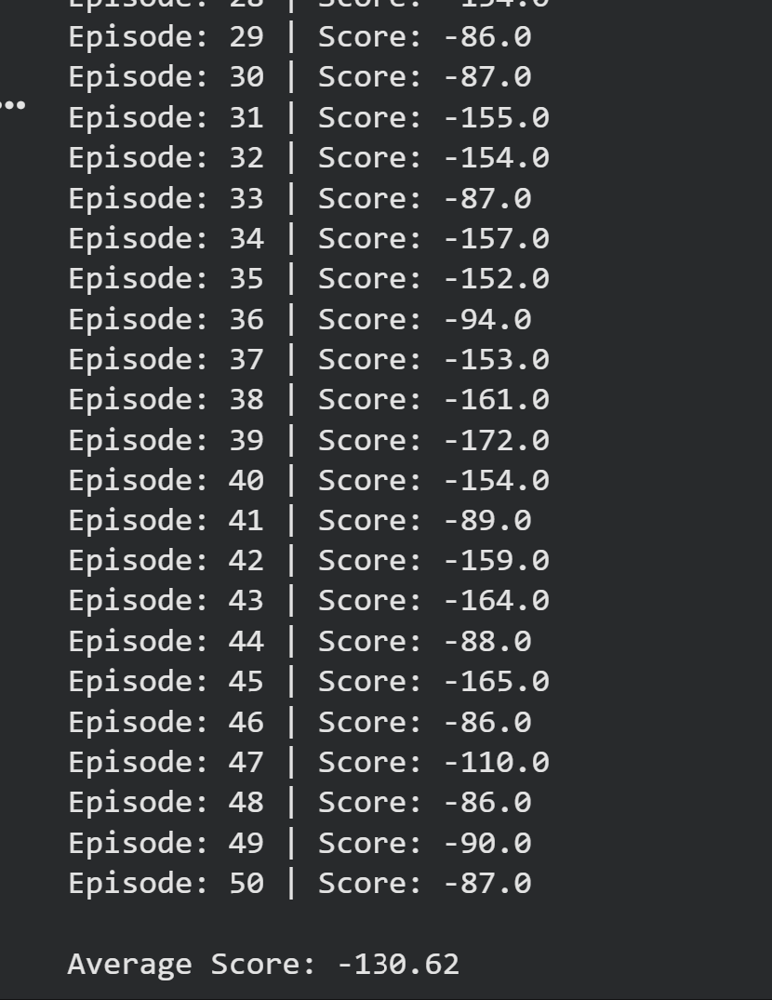 Episode: 28 | Score: -154.0
Episode: 29 | Score: -86.0
Episode: 30 | Score: -87.0
Episode: 31 | Score: -155.0
Episode: 32 | Score: -154.0
Episode: 33 | Score: -87.0
Episode: 34 | Score: -157.0
Episode: 35 | Score: -152.0
Episode: 36 | Score: -94.0
Episode: 37 | Score: -153.0
Episode: 38 | Score: -161.0
Episode: 39 | Score: -172.0
Episode: 40 | Score: -154.0
Episode: 41 | Score: -89.0
Episode: 42 | Score: -159.0
Episode: 43 | Score: -164.0
Episode: 44 | Score: -88.0
Episode: 45 | Score: -165.0
Episode: 46 | Score: -86.0
Episode: 47 | Score: -110.0
Episode: 48 | Score: -86.0
Episode: 49 | Score: -90.0
Episode: 50 | Score: -87.0
Average Score: -130.62